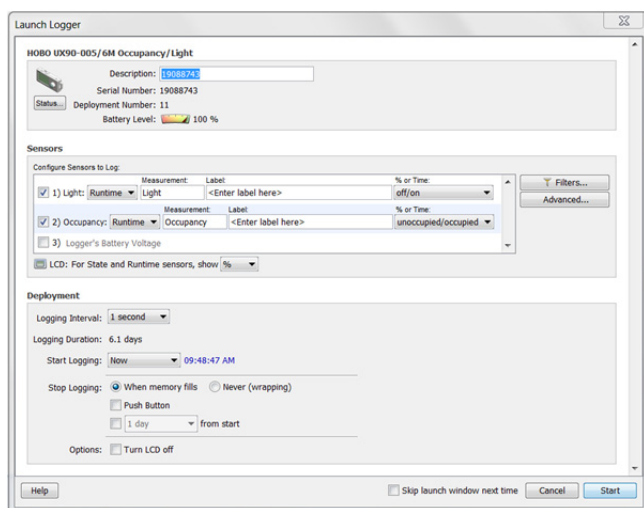 Launch Logger
HOBO UX90-005/6M Occupancy/Light
Description: 19088743
Serial Number: 19088743
Status... Deployment Number: 11
Battery Level: 100 %
Sensors
Configure Sensors to Log:
Measurement: Label: % or Time:
1) Light: Runtime Light <Enter label here> off/on
Filters...
Advanced...
Measurement: Label: % or Time:
2) Occupancy: Runtime Occupancy <Enter label here> unoccupied/occupied
3) Logger's Battery Voltage
LCD: For State and Runtime sensors, show %
Deployment
Logging Interval: 1 second
Logging Duration: 6.1 days
Start Logging: Now 09:48:47 AM
Stop Logging: When memory fills Never (wrapping)
Push Button
1 day from start
Options: Turn LCD off
Help Skip launch window next time Cancel Start